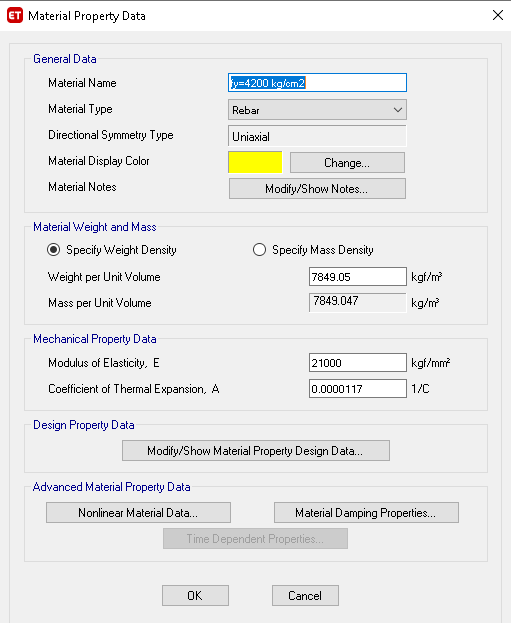 ET Material Property Data
General Data
Material Name fy=4200 kg/cm2
Material Type Rebar
Directional Symmetry Type Uniaxial
Material Display Color Change...
Material Notes Modify/Show Notes...
Material Weight and Mass
Specify Weight Density Specify Mass Density
Weight per Unit Volume 7849.05 kgf/m³
Mass per Unit Volume 7849.047 kg/m³
Mechanical Property Data
Modulus of Elasticity, E 21000 kgf/mm²
Coefficient of Thermal Expansion, A 0.0000117 1/C
Design Property Data
Modify/Show Material Property Design Data...
Advanced Material Property Data
Nonlinear Material Data... Material Damping Properties...
Time Dependent Properties...
OK Cancel